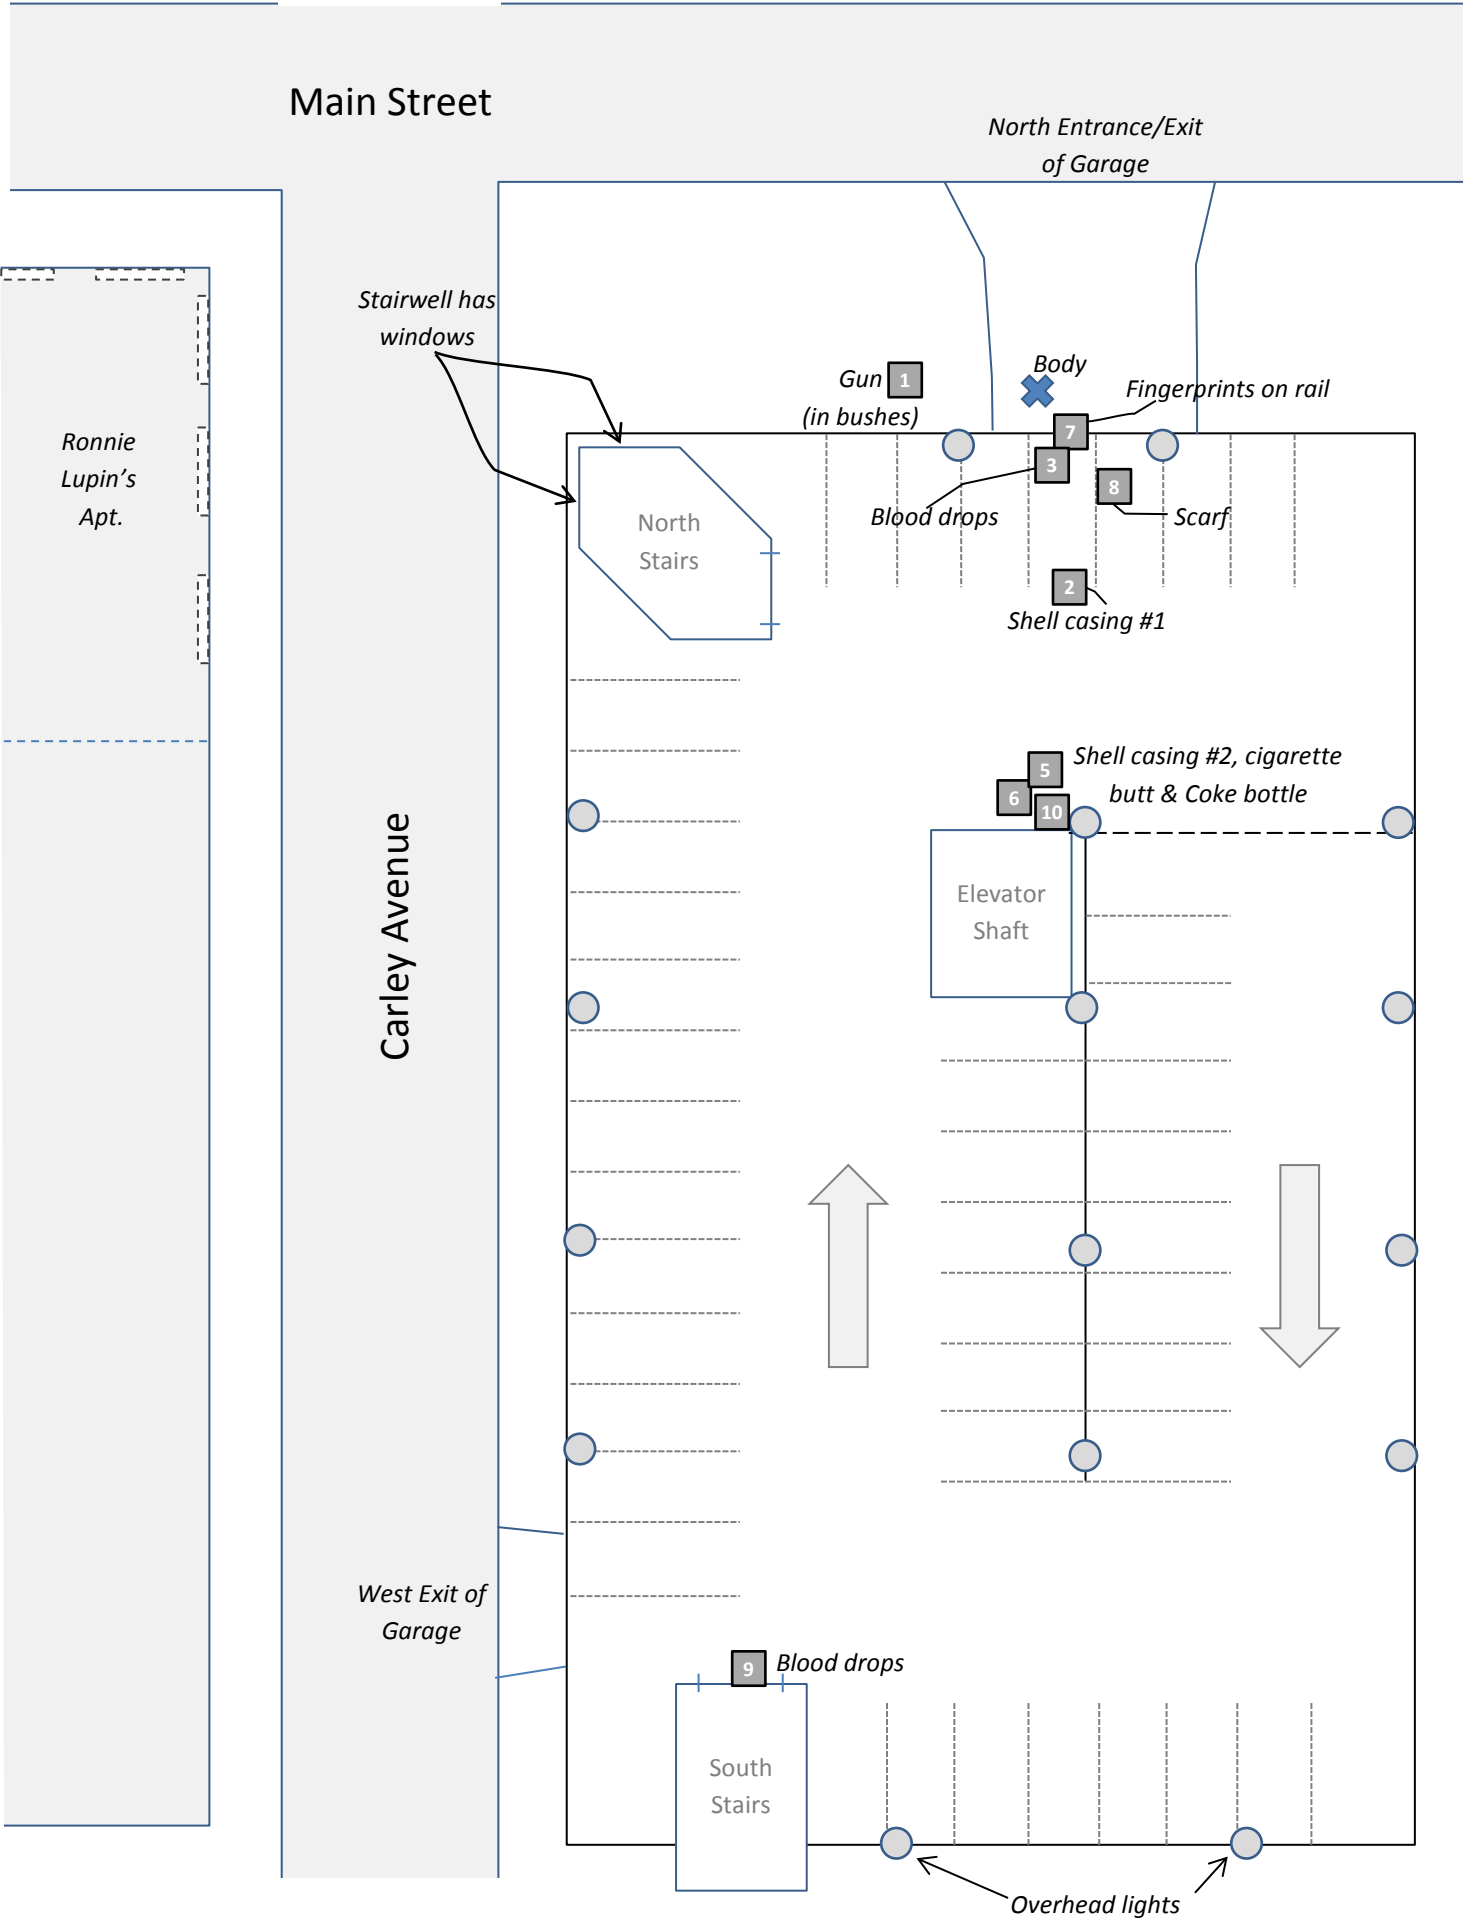 Main Street
North Entrance/Exit
of Garage
Stairwell has
windows
Gun
1
(in bushes)
Body
Fingerprints on rail
7
3
8
Blood drops
Scarf
2
Shell casing #1
Ronnie
Lupin’s
Apt.
North
Stairs
5
6
10
Shell casing #2, cigarette
butt & Coke bottle
Elevator
Shaft
Carley Avenue
West Exit of
Garage
9
Blood drops
South
Stairs
Overhead lights